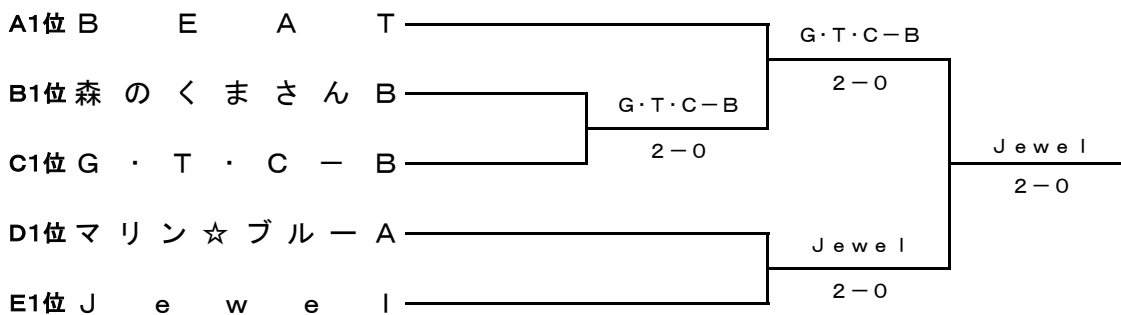 A1位 BEAT
G・T・C－B
2－0
B1位 森のくまさんB
G・T・C－B
2－0
C1位 G・T・C－B
Jewel
2－0
D1位 マリン☆ブルーA
Jewel
2－0
E1位 Jewel